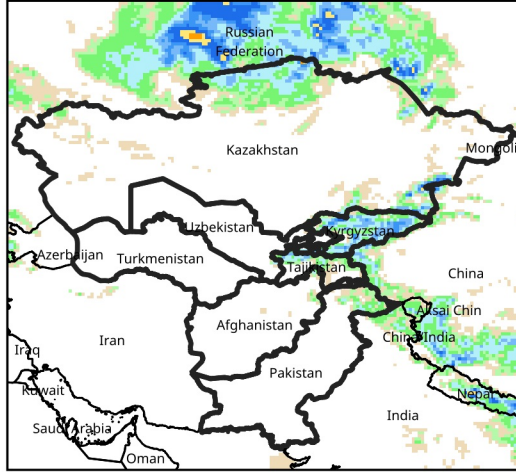 Russian
Federation
Kazakhstan
Mongoli
Uzbekistan
Kyrgyzstan
Azerbaijan
Turkmenistan
Tajikistan
China
Aksai Chin
Afghanistan
China/India
Iran
Iraq
Pakistan
Kuwait
Nepal
India
Saudi Arabia
Oman